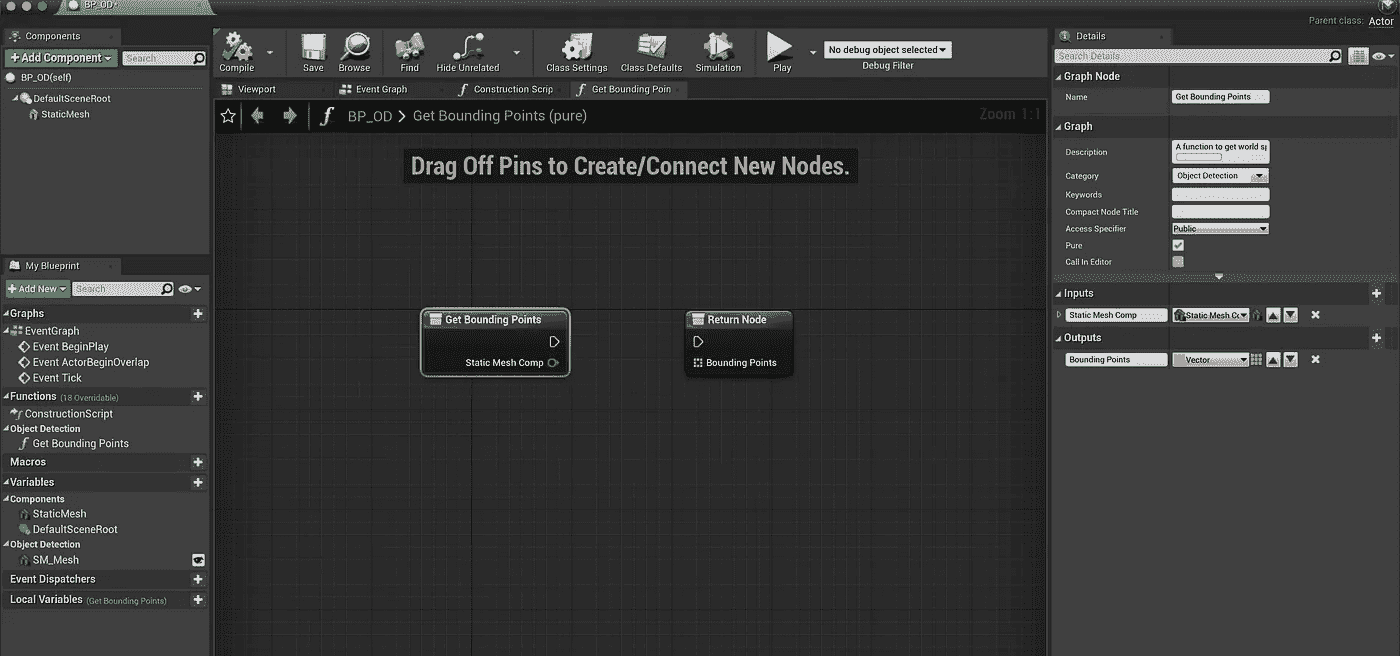 BP_OD*
Parent class: Actor
Components
+Add Component
Search
BP_OD(self)
DefaultSceneRoot
StaticMesh
Compile
Save
Browse
Find
Hide Unrelated
Class Settings
Class Defaults
Simulation
Play
No debug object selected
Debug Filter
Viewport
Event Graph
Construction Scrip
Get Bounding Poin
BP_OD > Get Bounding Points (pure)
Zoom 1:1
Drag Off Pins to Create/Connect New Nodes.
Get Bounding Points
Static Mesh Comp
Return Node
Bounding Points
My Blueprint
+Add New
Search
Graphs
EventGraph
Event BeginPlay
Event ActorBeginOverlap
Event Tick
Functions (18 Overridable)
ConstructionScript
Object Detection
Get Bounding Points
Macros
Variables
Components
StaticMesh
DefaultSceneRoot
Object Detection
SM_Mesh
Event Dispatchers
Local Variables (Get Bounding Points)
Details
Search Details
Graph Node
Name Get Bounding Points
Graph
Description A function to get world sp
Category Object Detection
Keywords
Compact Node Title
Access Specifier Public
Pure
Call In Editor
Inputs
Static Mesh Comp Static Mesh Cc
Outputs
Bounding Points Vector